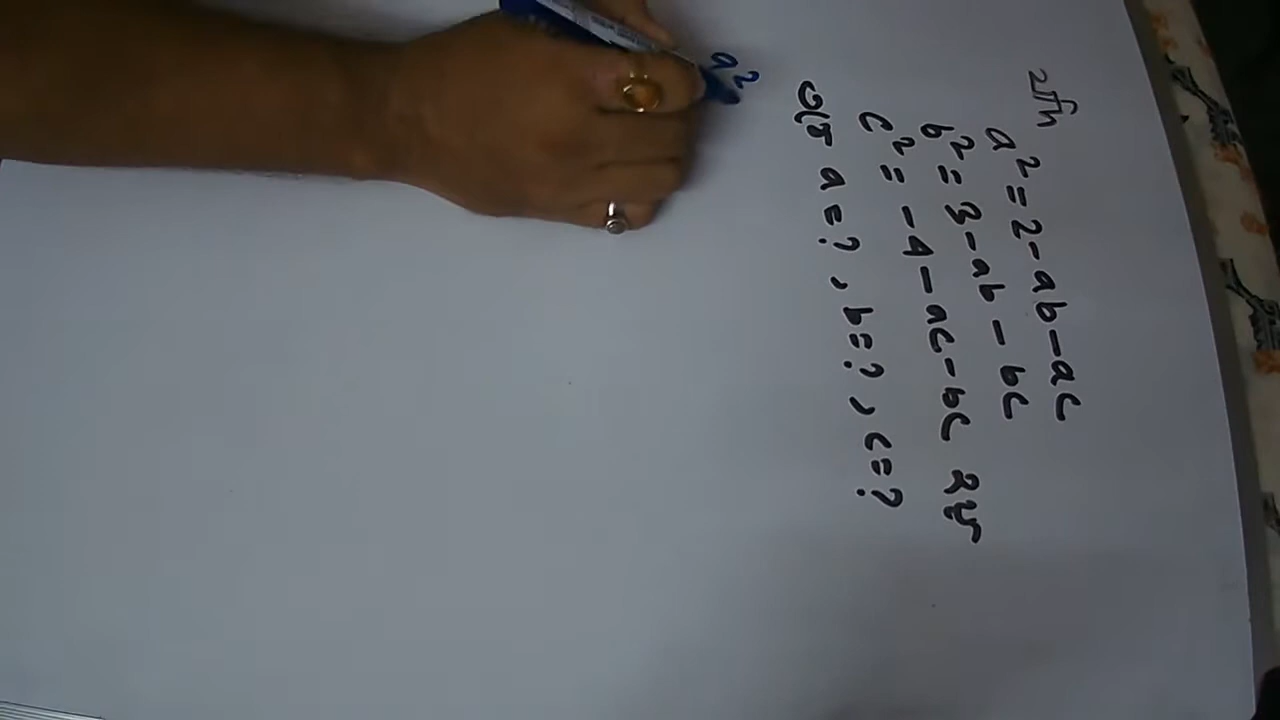 যদি a² = 2 - ab - ac
b² = 3 - ab - bc
c² = -4 - ac - bc হয়
তবে a = ?, b = ?, c = ?
a²